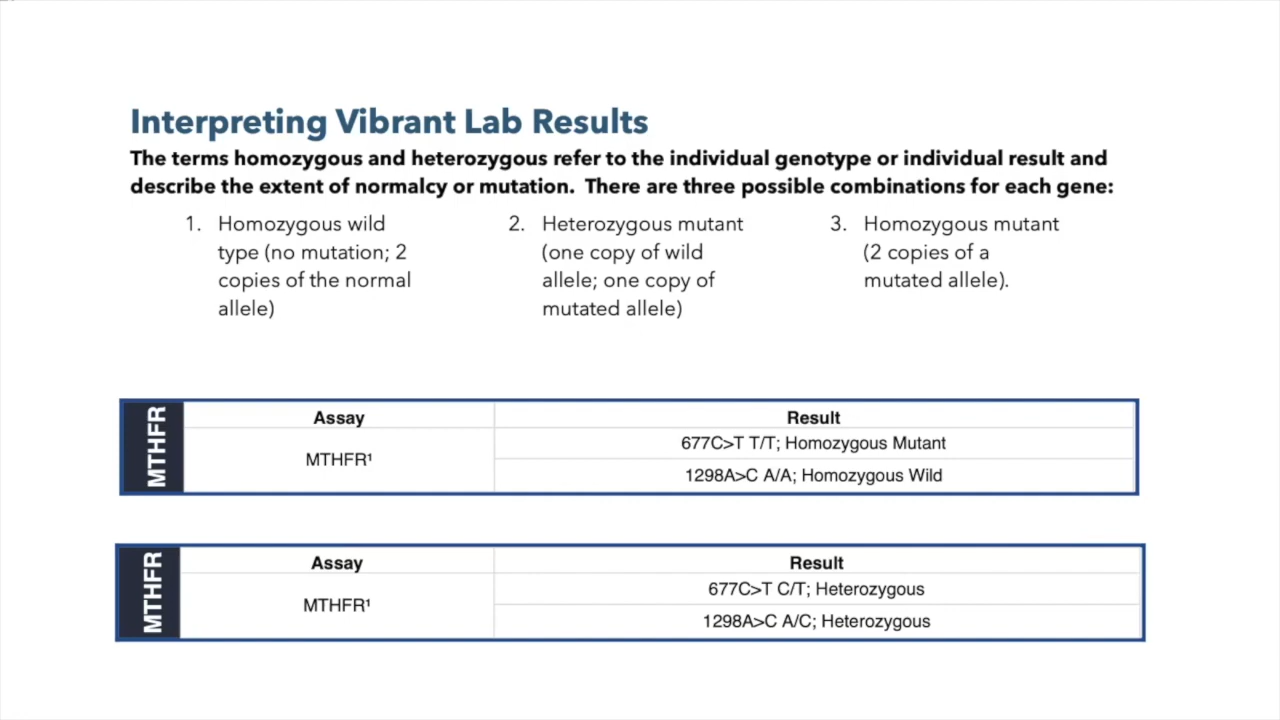 Interpreting Vibrant Lab Results
The terms homozygous and heterozygous refer to the individual genotype or individual result and
describe the extent of normalcy or mutation.  There are three possible combinations for each gene:
1. Homozygous wild
type (no mutation; 2
copies of the normal
allele)
2. Heterozygous mutant
(one copy of wild
allele; one copy of
mutated allele)
3. Homozygous mutant
(2 copies of a
mutated allele).
MTHFR
Assay
Result
MTHFR¹
677C>T T/T; Homozygous Mutant
1298A>C A/A; Homozygous Wild
MTHFR
Assay
Result
MTHFR¹
677C>T C/T; Heterozygous
1298A>C A/C; Heterozygous